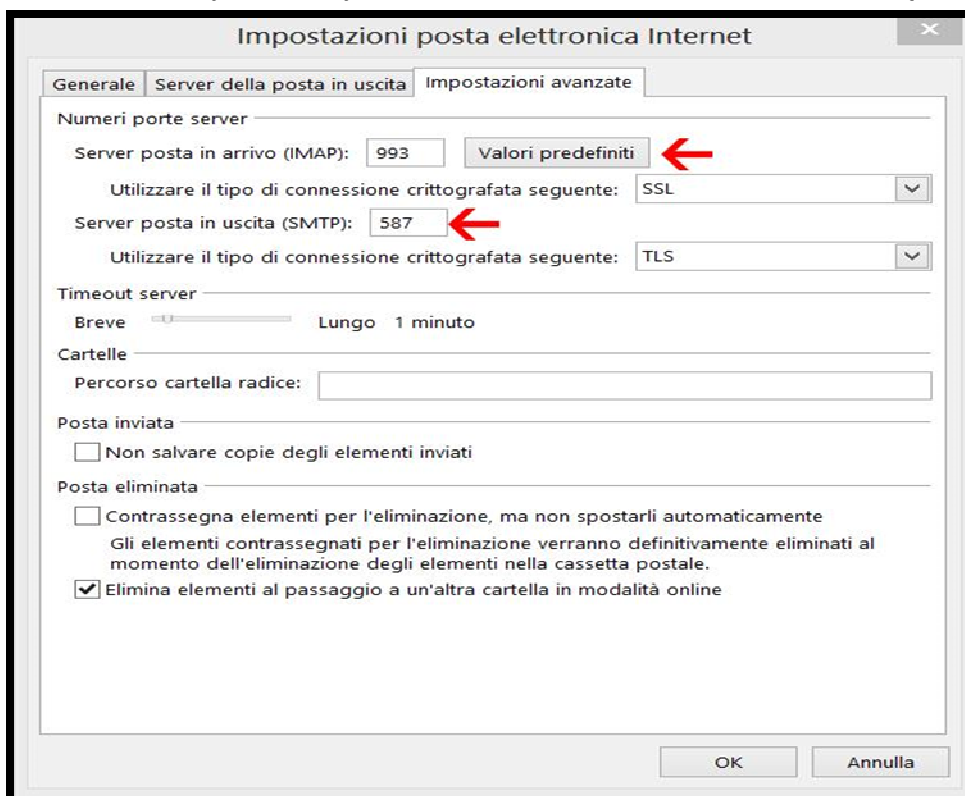 Impostazioni posta elettronica Internet
Generale Server della posta in uscita Impostazioni avanzate
Numeri porte server
Server posta in arrivo (IMAP): 993 Valori predefiniti
Utilizzare il tipo di connessione crittografata seguente: SSL
Server posta in uscita (SMTP): 587
Utilizzare il tipo di connessione crittografata seguente: TLS
Timeout server
Breve Lungo 1 minuto
Cartelle
Percorso cartella radice:
Posta inviata
Non salvare copie degli elementi inviati
Posta eliminata
Contrassegna elementi per l'eliminazione, ma non spostarli automaticamente
Gli elementi contrassegnati per l'eliminazione verranno definitivamente eliminati al
momento dell'eliminazione degli elementi nella cassetta postale.
Elimina elementi al passaggio a un'altra cartella in modalità online
OK Annulla